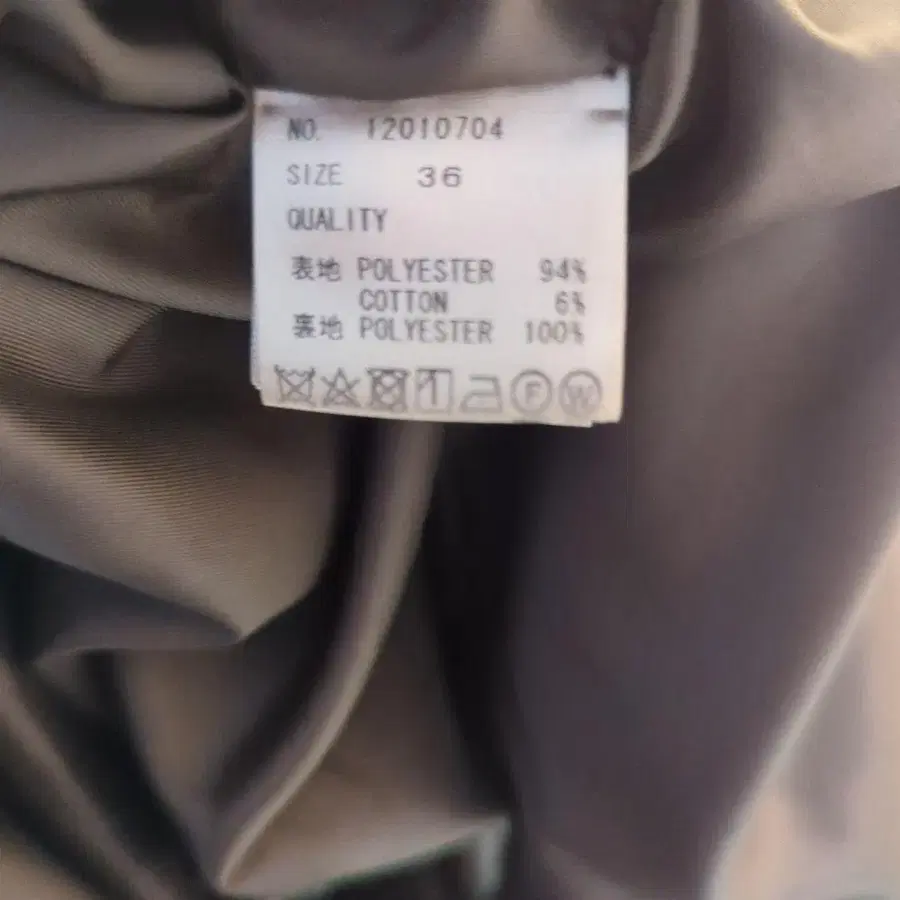 NO. 12010704
SIZE 36
QUALITY
表地 POLYESTER 94%
COTTON 6%
裏地 POLYESTER 100%
F W